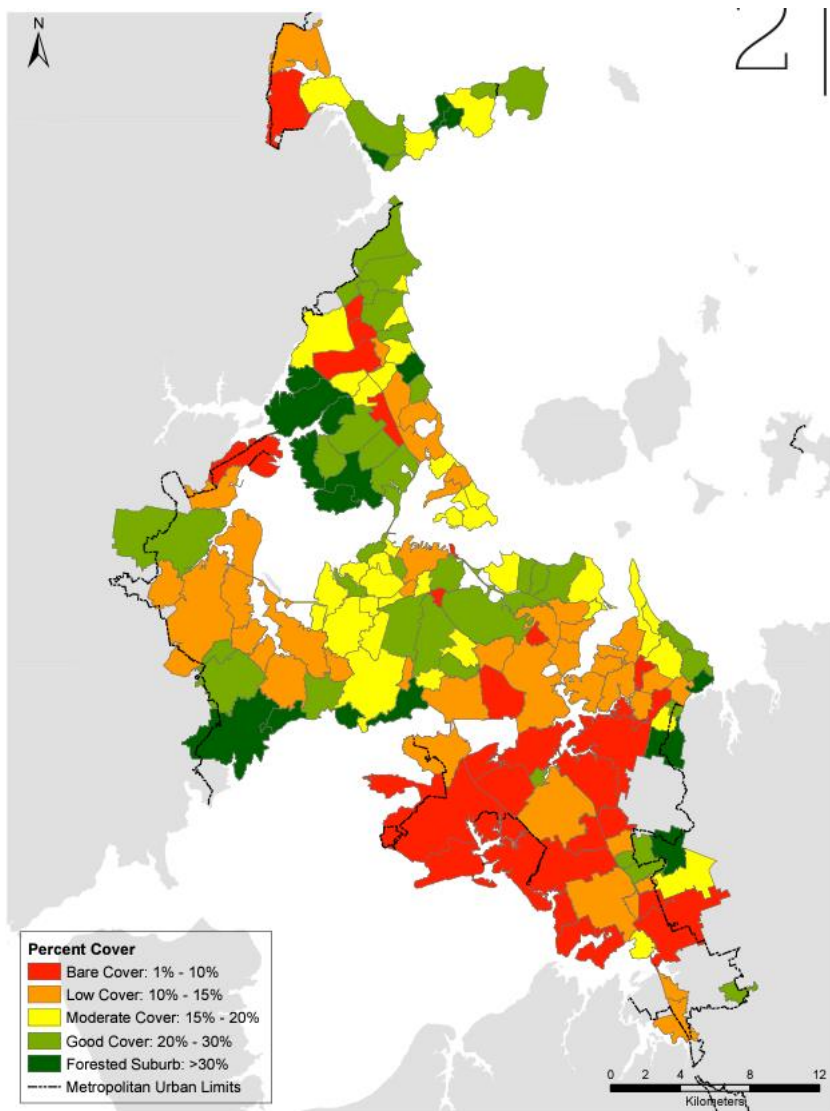 N
2
Percent Cover
Bare Cover: 1% - 10%
Low Cover: 10% - 15%
Moderate Cover: 15% - 20%
Good Cover: 20% - 30%
Forested Suburb: >30%
Metropolitan Urban Limits
0 2 4 8 12
Kilometers